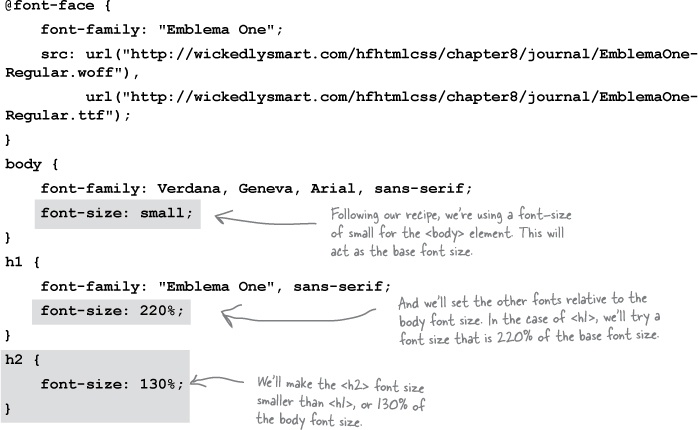 @font-face {
font-family: "Emblema One";
src: url("http://wickedlysmart.com/hfhtmlcss/chapter8/journal/EmblemaOne-
Regular.woff"),
url("http://wickedlysmart.com/hfhtmlcss/chapter8/journal/EmblemaOne-
Regular.ttf");
}
body {
font-family: Verdana, Geneva, Arial, sans-serif;
font-size: small;
Following our recipe, we're using a font-size
of small for the <body> element. This will
act as the base font size.
}
h1 {
font-family: "Emblema One", sans-serif;
font-size: 220%;
And we'll set the other fonts relative to the
body font size. In the case of <h1>, we'll try a
font size that is 220% of the base font size.
}
h2 {
font-size: 130%;
We'll make the <h2> font size
smaller than <h1>, or 130% of
the body font size.
}